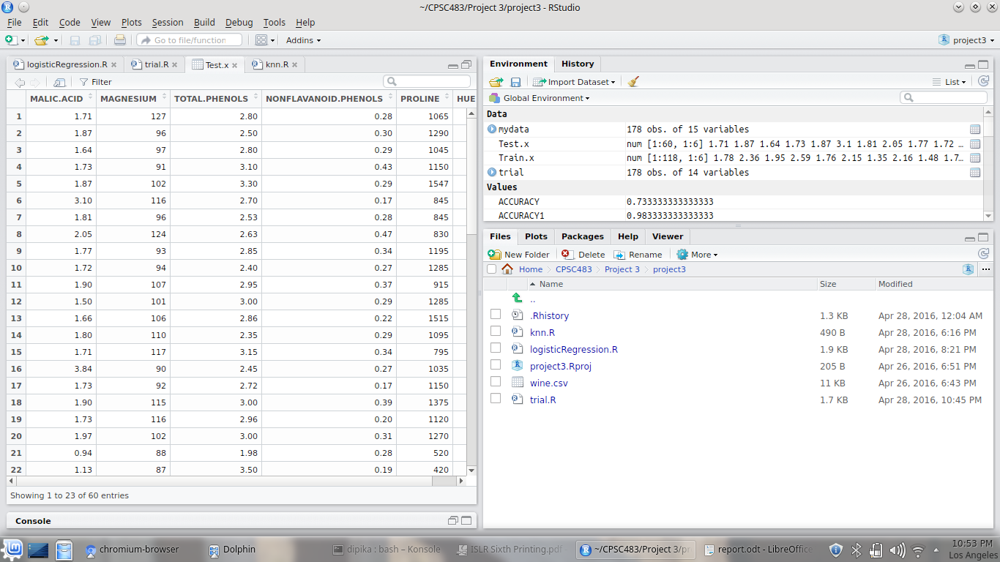 ~/CPSC483/Project 3/project3 - RStudio
File Edit Code View Plots Session Build Debug Tools Help
Go to file/function Addins project3
logisticRegression.R trial.R Test.x knn.R
Filter
MALIC.ACID MAGNESIUM TOTAL.PHENOLS NONFLAVANOID.PHENOLS PROLINE HUE
1 1.71 127 2.80 0.28 1065
2 1.87 96 2.50 0.30 1290
3 1.64 97 2.80 0.29 1045
4 1.73 91 3.10 0.43 1150
5 1.87 102 3.30 0.29 1547
6 3.10 116 2.70 0.17 845
7 1.81 96 2.53 0.28 845
8 2.05 124 2.63 0.47 830
9 1.77 93 2.85 0.34 1195
10 1.72 94 2.40 0.27 1285
11 1.90 107 2.95 0.37 915
12 1.50 101 3.00 0.29 1285
13 1.66 106 2.86 0.22 1515
14 1.80 110 2.35 0.29 1095
15 1.71 117 3.15 0.34 795
16 3.84 90 2.45 0.27 1035
17 1.73 92 2.72 0.17 1150
18 1.90 115 3.00 0.39 1375
19 1.73 116 2.96 0.20 1120
20 1.97 102 3.00 0.31 1270
21 0.94 88 1.98 0.28 520
22 1.13 87 3.50 0.19 420
Showing 1 to 23 of 60 entries
Console
Environment History
Import Dataset List
Global Environment
Data
mydata 178 obs. of 15 variables
Test.x num [1:60, 1:6] 1.71 1.87 1.64 1.73 1.87 3.1 1.81 2.05 1.77 1.72 …
Train.x num [1:118, 1:6] 1.78 2.36 1.95 2.59 1.76 2.15 1.35 2.16 1.48 1.7…
trial 178 obs. of 14 variables
Values
ACCURACY 0.733333333333333
ACCURACY1 0.983333333333333
Files Plots Packages Help Viewer
New Folder Delete Rename More
Home CPSC483 Project 3 project3
Name Size Modified
..
.Rhistory 1.3 KB Apr 28, 2016, 12:04 AM
knn.R 490 B Apr 28, 2016, 6:16 PM
logisticRegression.R 1.9 KB Apr 28, 2016, 8:21 PM
project3.Rproj 205 B Apr 26, 2016, 6:51 PM
wine.csv 11 KB Apr 26, 2016, 6:43 PM
trial.R 1.7 KB Apr 28, 2016, 10:45 PM
chromium-browser Dolphin dipika : bash – Konsole ISLR Sixth Printing.pdf ~/CPSC483/Project 3/pr report.odt - LibreOffice 10:53 PM
Los Angeles